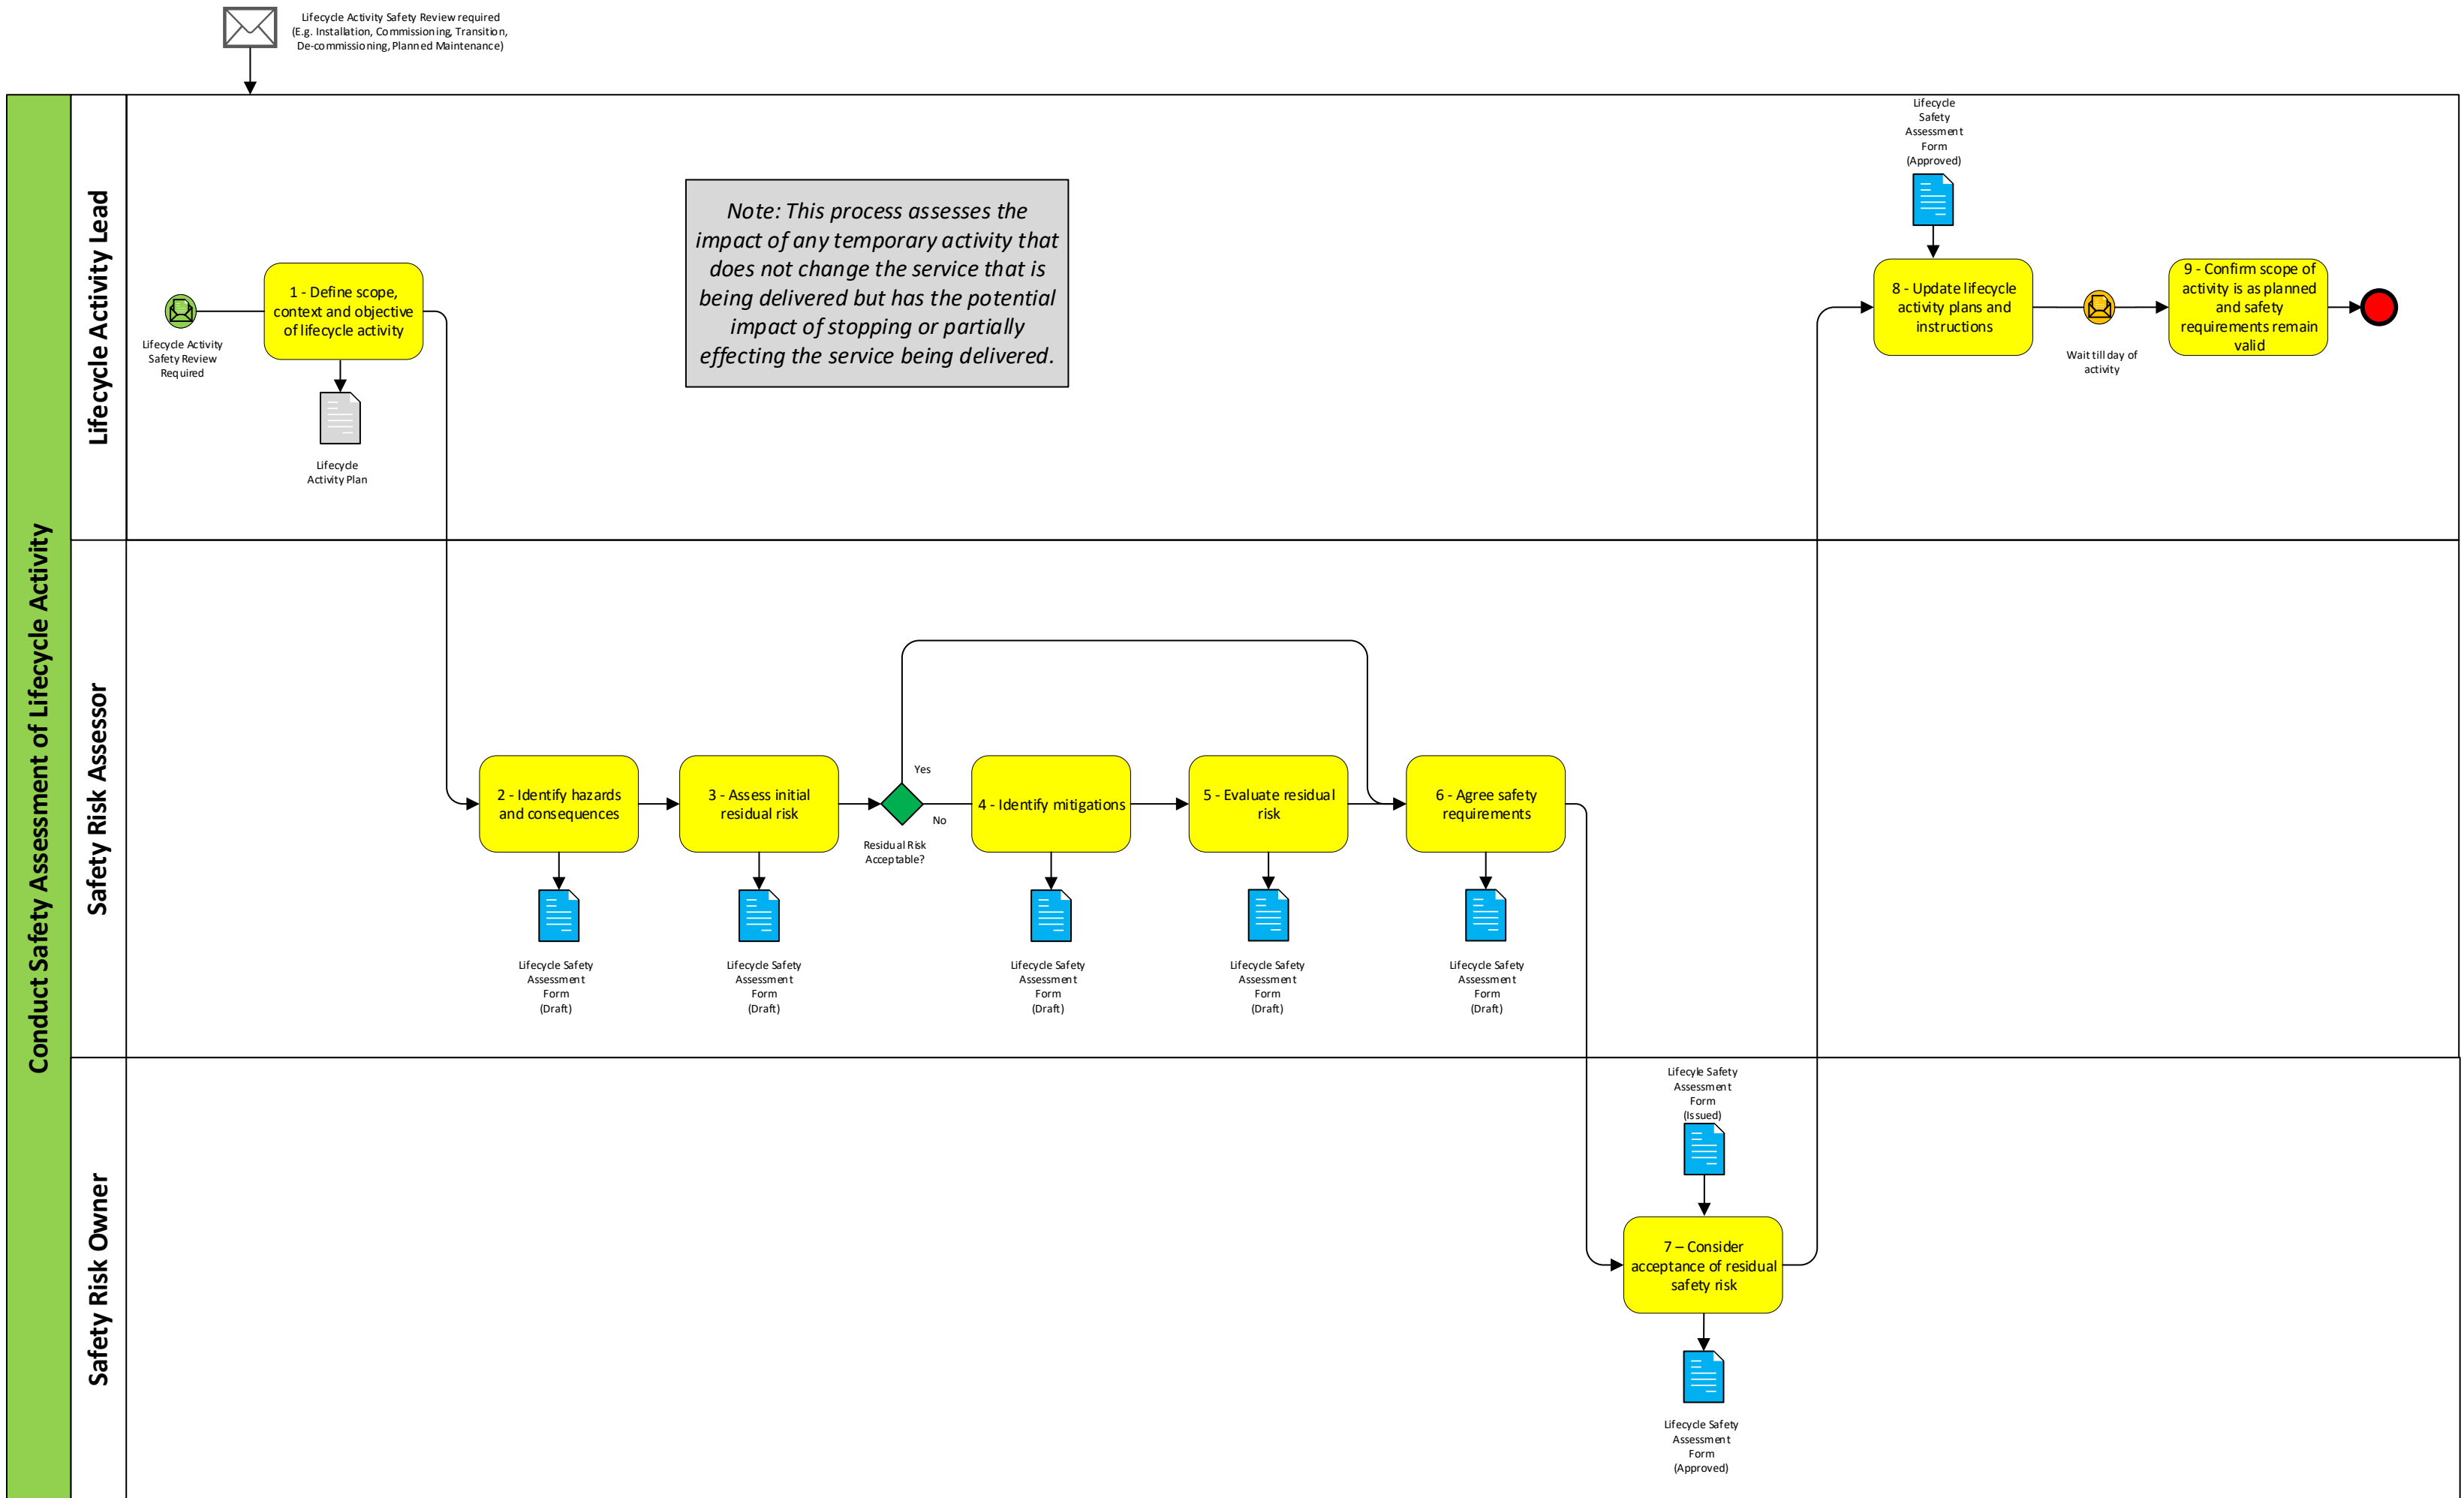 Lifecycle Activity Safety Review required
(E.g. Installation, Commissioning, Transition,
De-commissioning, Planned Maintenance)
Conduct Safety Assessment of Lifecycle Activity
Lifecycle Activity Lead
Lifecycle Activity
Safety Review
Required
1 - Define scope,
context and objective
of lifecycle activity
Lifecycle
Activity Plan
Note: This process assesses the
impact of any temporary activity that
does not change the service that is
being delivered but has the potential
impact of stopping or partially
effecting the service being delivered.
Lifecycle
Safety
Assessment
Form
(Approved)
8 - Update lifecycle
activity plans and
instructions
Wait till day of
activity
9 - Confirm scope of
activity is as planned
and safety
requirements remain
valid
Safety Risk Assessor
2 - Identify hazards
and consequences
Lifecycle Safety
Assessment
Form
(Draft)
3 - Assess initial
residual risk
Lifecycle Safety
Assessment
Form
(Draft)
Yes
No
Residual Risk
Acceptable?
4 - Identify mitigations
Lifecycle Safety
Assessment
Form
(Draft)
5 - Evaluate residual
risk
Lifecycle Safety
Assessment
Form
(Draft)
6 - Agree safety
requirements
Lifecycle Safety
Assessment
Form
(Draft)
Safety Risk Owner
Lifecyle Safety
Assessment
Form
(Issued)
7 – Consider
acceptance of residual
safety risk
Lifecycle Safety
Assessment
Form
(Approved)